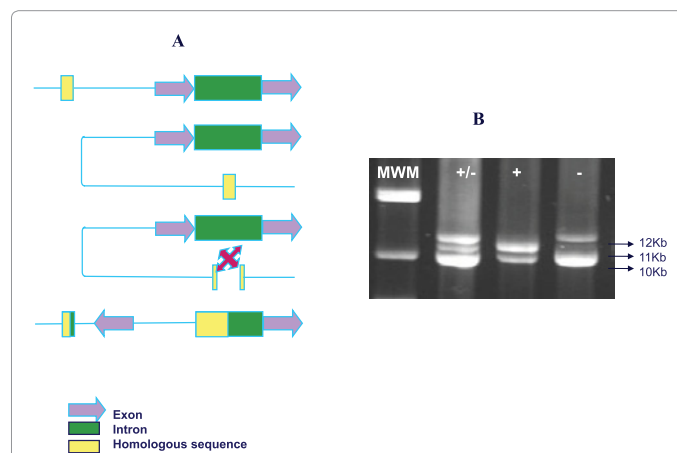 A
B
MWM +/- + -
12Kb
11Kb
10Kb
Exon
Intron
Homologous sequence